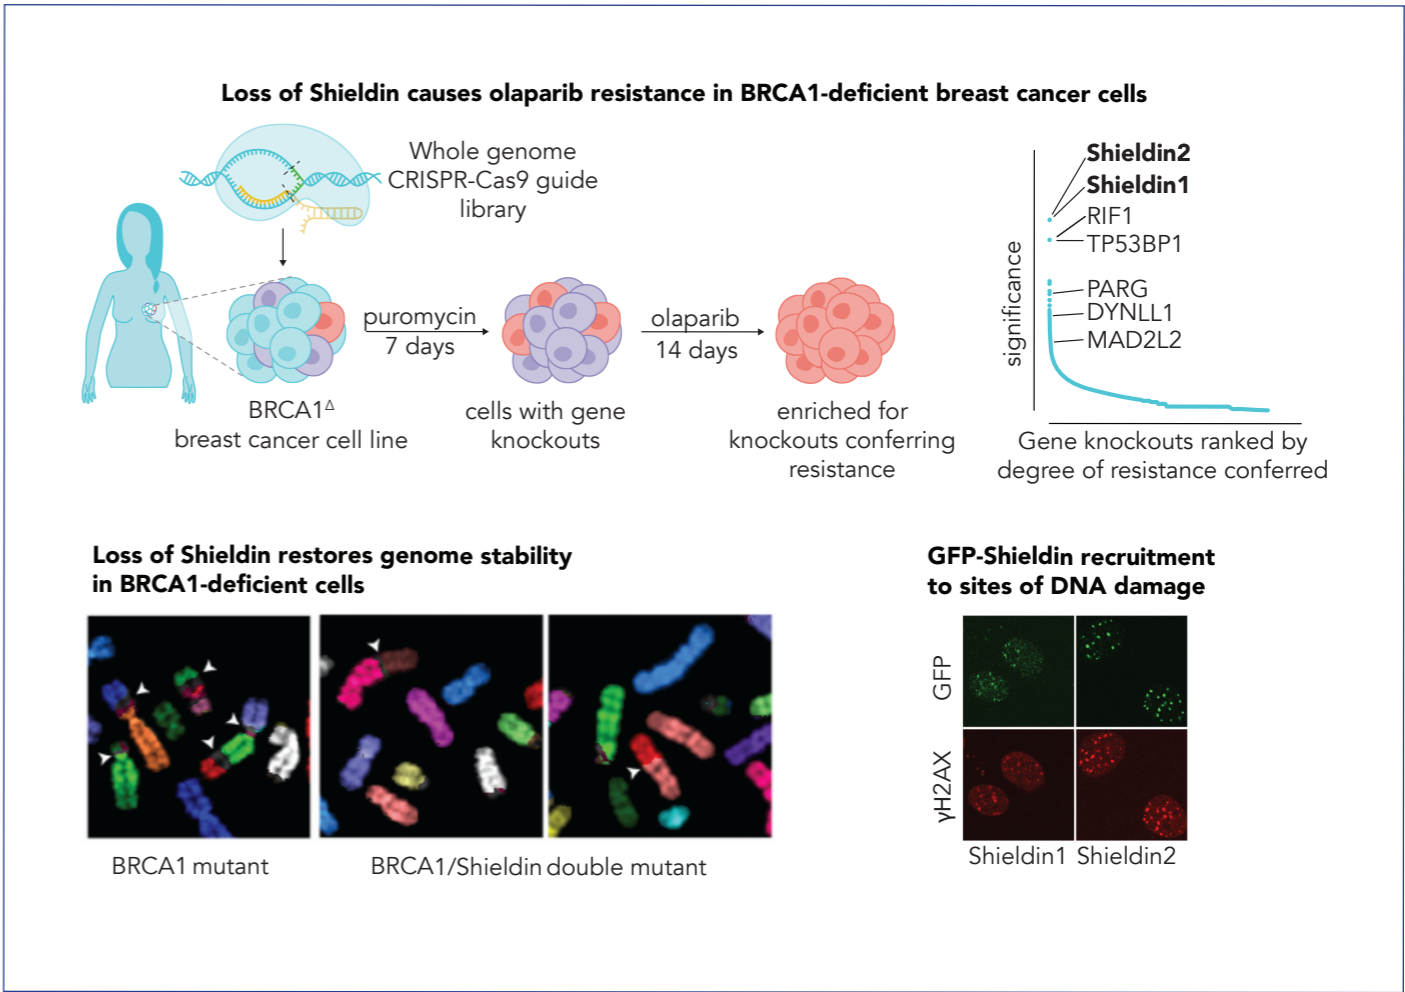 Loss of Shieldin causes olaparib resistance in BRCA1-deficient breast cancer cells
Whole genome
CRISPR-Cas9 guide
library
puromycin
7 days
olaparib
14 days
BRCA1Δ
breast cancer cell line
cells with gene
knockouts
enriched for
knockouts conferring
resistance
significance
Shieldin2
Shieldin1
RIF1
TP53BP1
PARG
DYNLL1
MAD2L2
Gene knockouts ranked by
degree of resistance conferred
Loss of Shieldin restores genome stability
in BRCA1-deficient cells
BRCA1 mutant
BRCA1/Shieldin double mutant
GFP-Shieldin recruitment
to sites of DNA damage
GFP
γH2AX
Shieldin1 Shieldin2